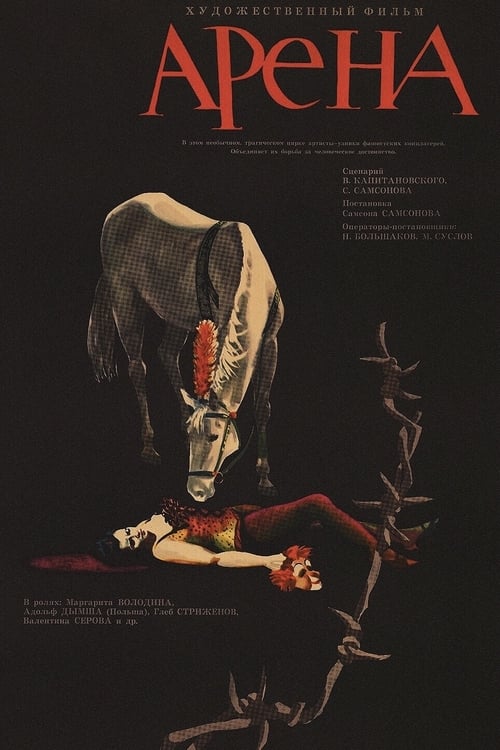 ХУДОЖЕСТВЕННЫЙ ФИЛЬМ
АРЕНА
В этом необычном, трагическом цирке артисты-узники фашистских концлагерей.
Объединяет их борьба за человеческое достоинство.
Сценарий
В. КАПИТАНОВСКОГО,
С. САМСОНОВА
Постановка
Самсона САМСОНОВА
Операторы-постановщики:
Н. БОЛЬШАКОВ, М. СУСЛОВ
В ролях: Маргарита ВОЛОДИНА,
Адольф ДЫМША (Польша), Глеб СТРИЖЕНОВ,
Валентина СЕРОВА и др.